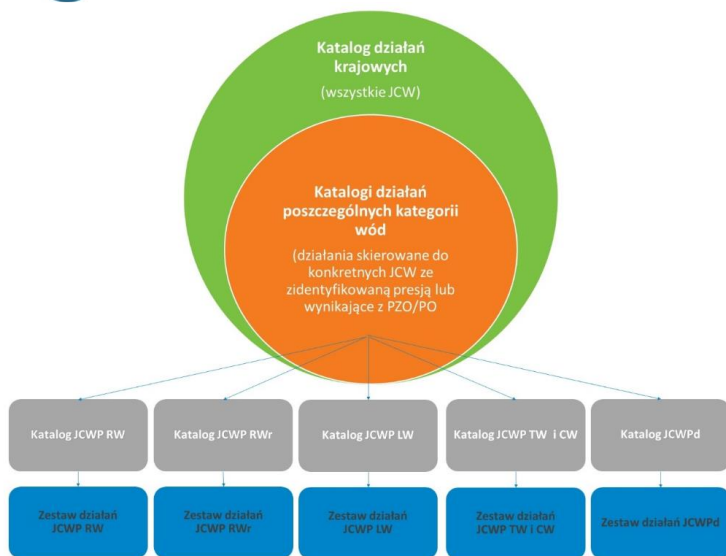 Katalog działań
krajowych
(wszystkie JCW)
Katalogi działań
poszczególnych kategorii
wód
(działania skierowane do
konkretnych JCW ze
zidentyfikowaną presją lub
wynikające z PZO/PO
Katalog JCWP RW
Katalog JCWP RWr
Katalog JCWP LW
Katalog JCWP TW i CW
Katalog JCWPd
Zestaw działań
JCWP RW
Zestaw działań
JCWP RWr
Zestaw działań
JCWP LW
Zestaw działań
JCWP TW i CW
Zestaw działań JCWPd